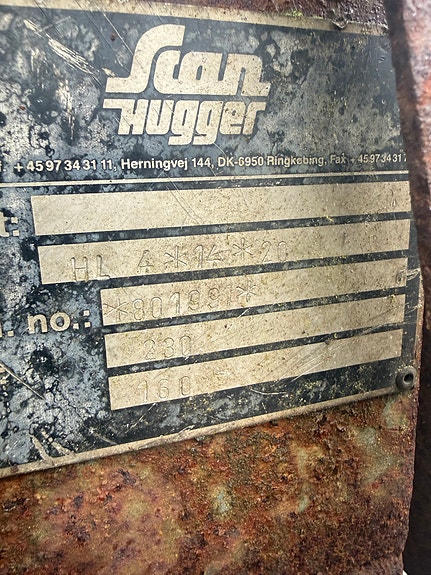 Scan
Hugger
+45 97 34 31 11, Herningvej 144, DK-6950 Ringkøbing, Fax +45 97 34 31
t:
HL 4*14*20
no.: *801991*
230
160